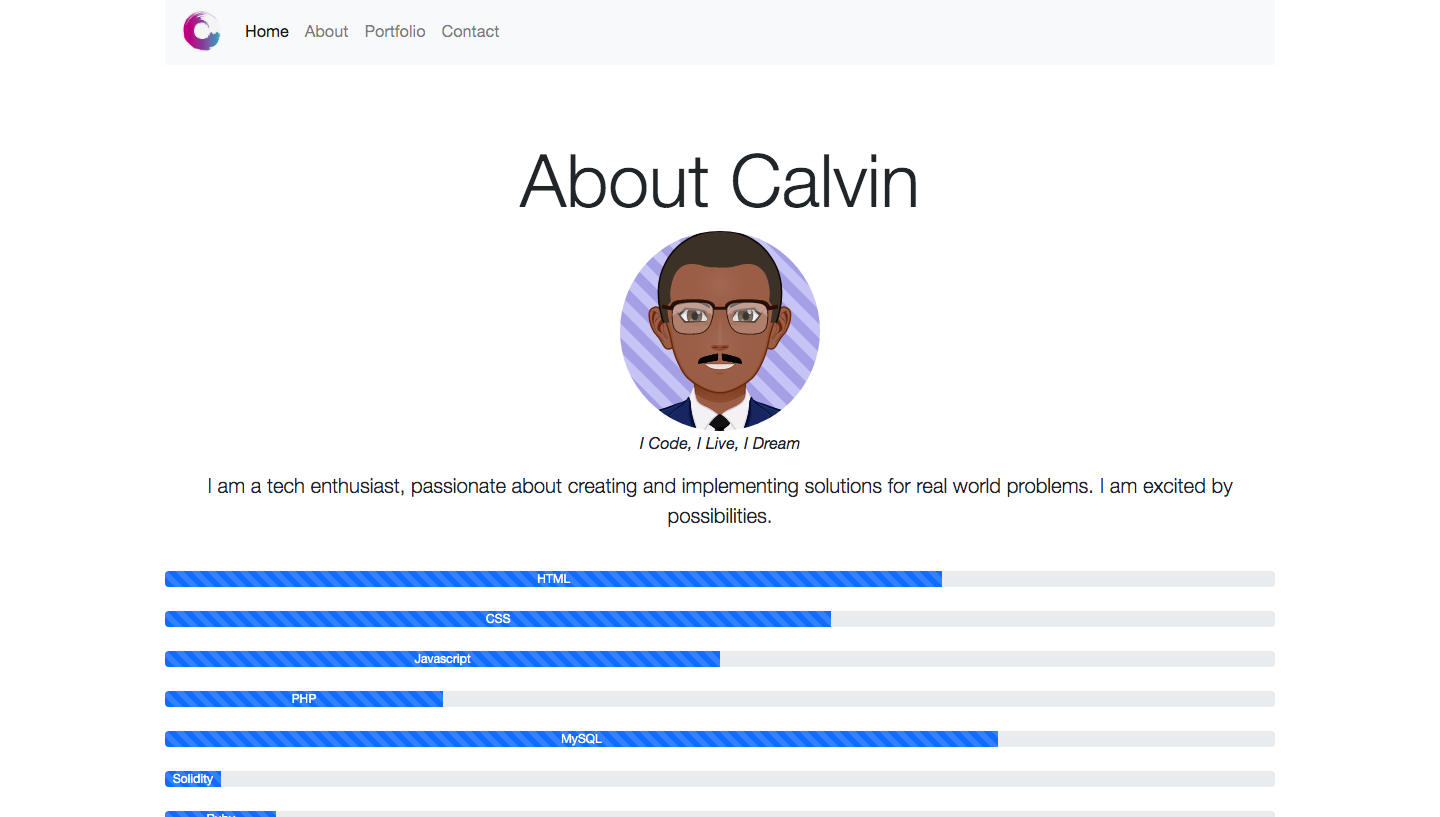 Home About Portfolio Contact
About Calvin
I Code, I Live, I Dream
I am a tech enthusiast, passionate about creating and implementing solutions for real world problems. I am excited by
possibilities.
HTML
CSS
Javascript
PHP
MySQL
Solidity
Ruby